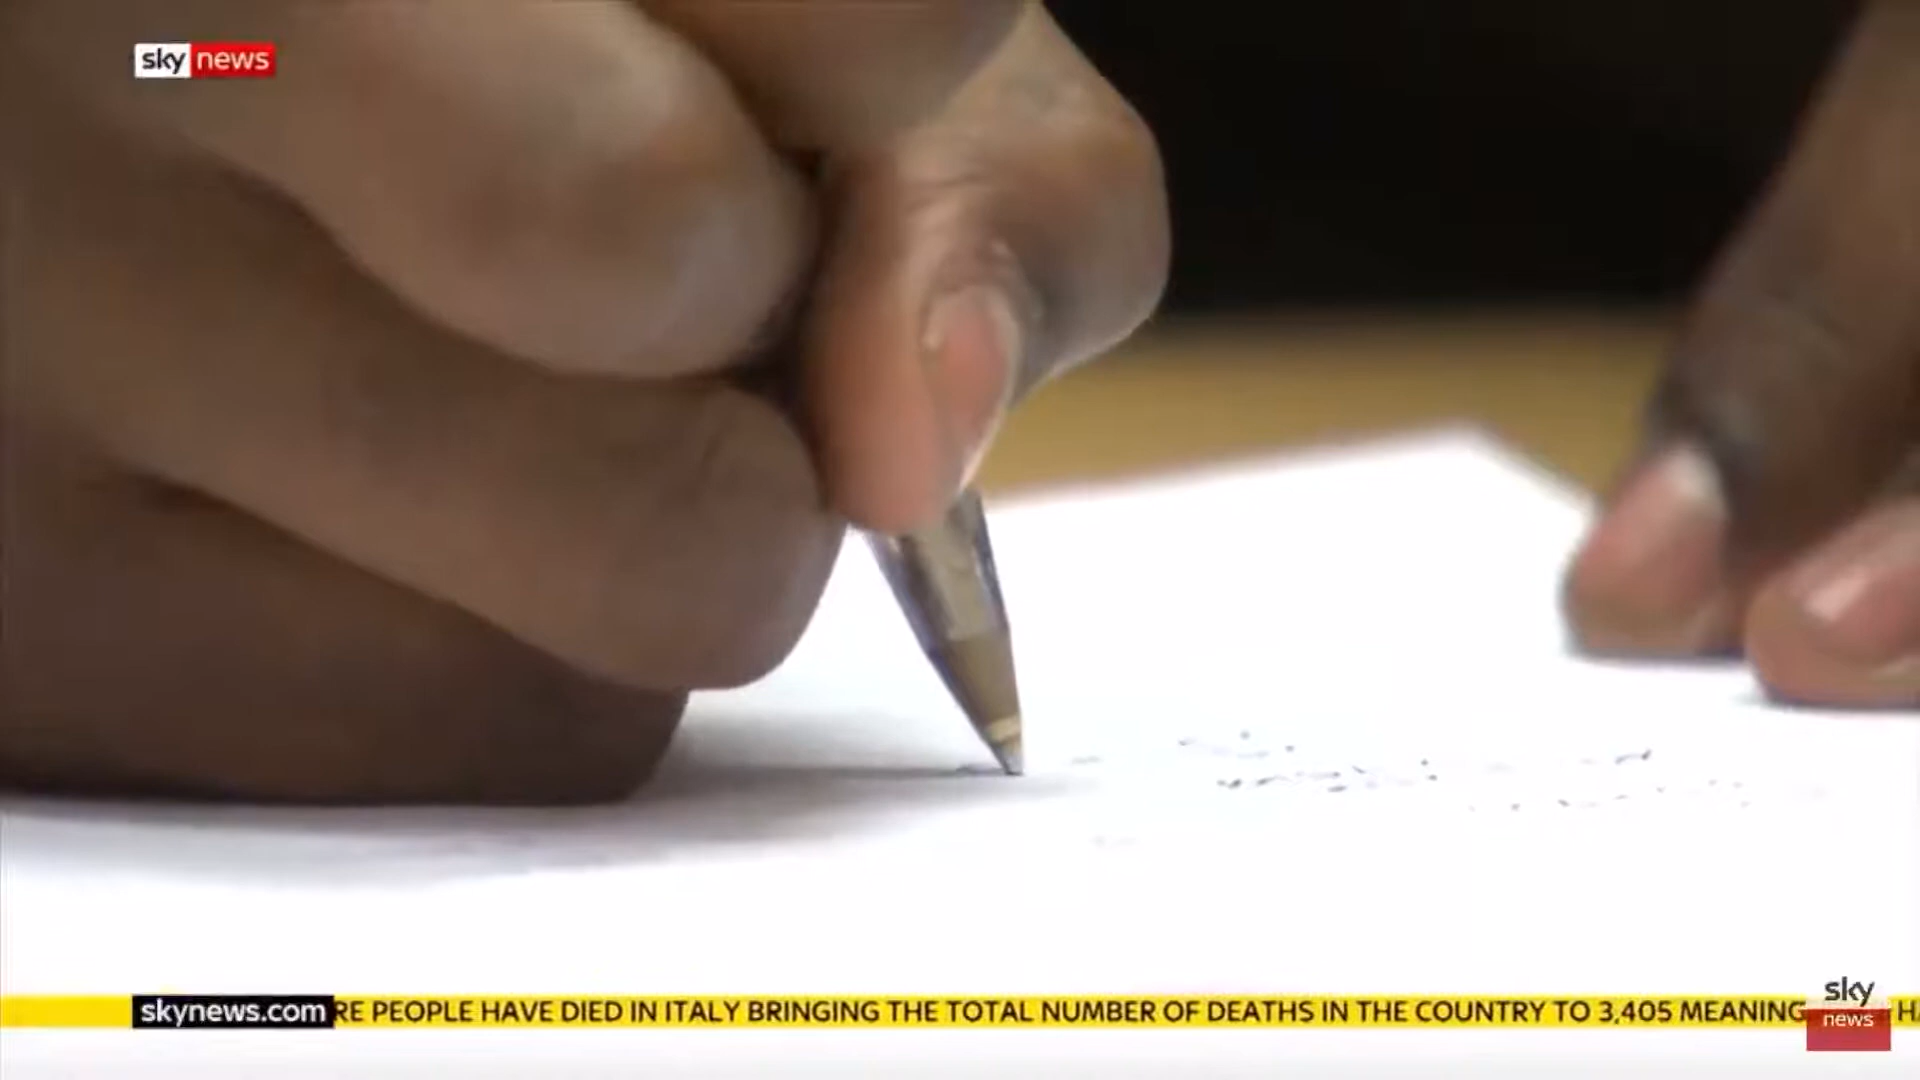 sky news
skynews.com RE PEOPLE HAVE DIED IN ITALY BRINGING THE TOTAL NUMBER OF DEATHS IN THE COUNTRY TO 3,405 MEANING
sky
news